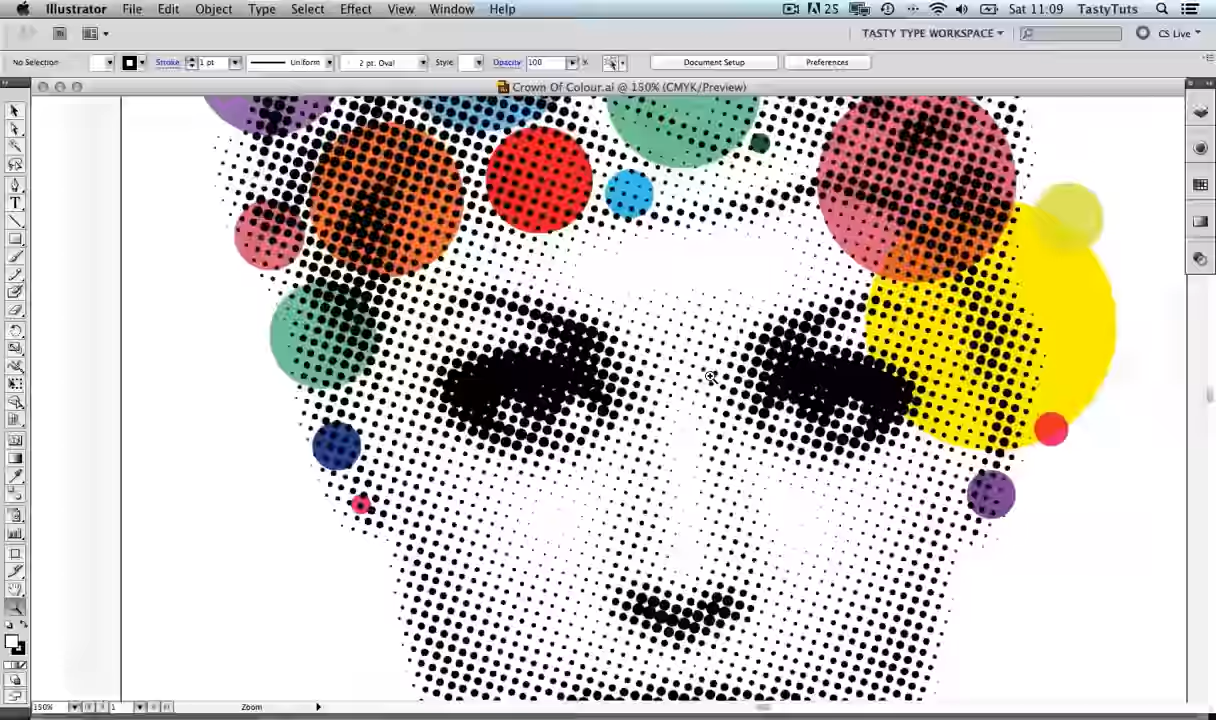 Illustrator File Edit Object Type Select Effect View Window Help 25 Sat 11:09 TastyTuts
Br TASTY TYPE WORKSPACE CS Live
No Selection Stroke: 1 pt Uniform 2 pt. Oval Style: Opacity: 100 % Document Setup Preferences
Crown Of Colour.ai @ 150% (CMYK/Preview)
T
150% 1 Zoom